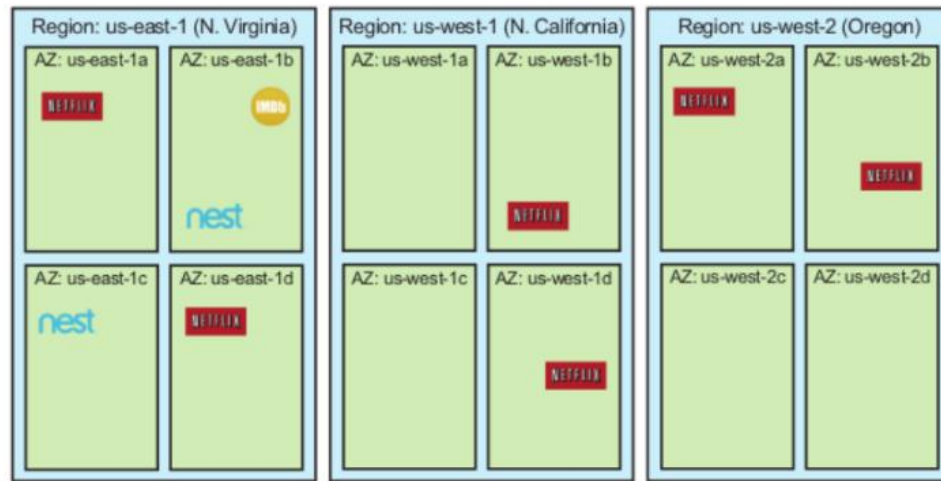 Region: us-east-1 (N. Virginia)
AZ: us-east-1a
AZ: us-east-1b
NETFLIX
IMDb
nest
AZ: us-east-1c
AZ: us-east-1d
nest
NETFLIX
Region: us-west-1 (N. California)
AZ: us-west-1a
AZ: us-west-1b
NETFLIX
AZ: us-west-1c
AZ: us-west-1d
NETFLIX
Region: us-west-2 (Oregon)
AZ: us-west-2a
AZ: us-west-2b
NETFLIX
NETFLIX
AZ: us-west-2c
AZ: us-west-2d